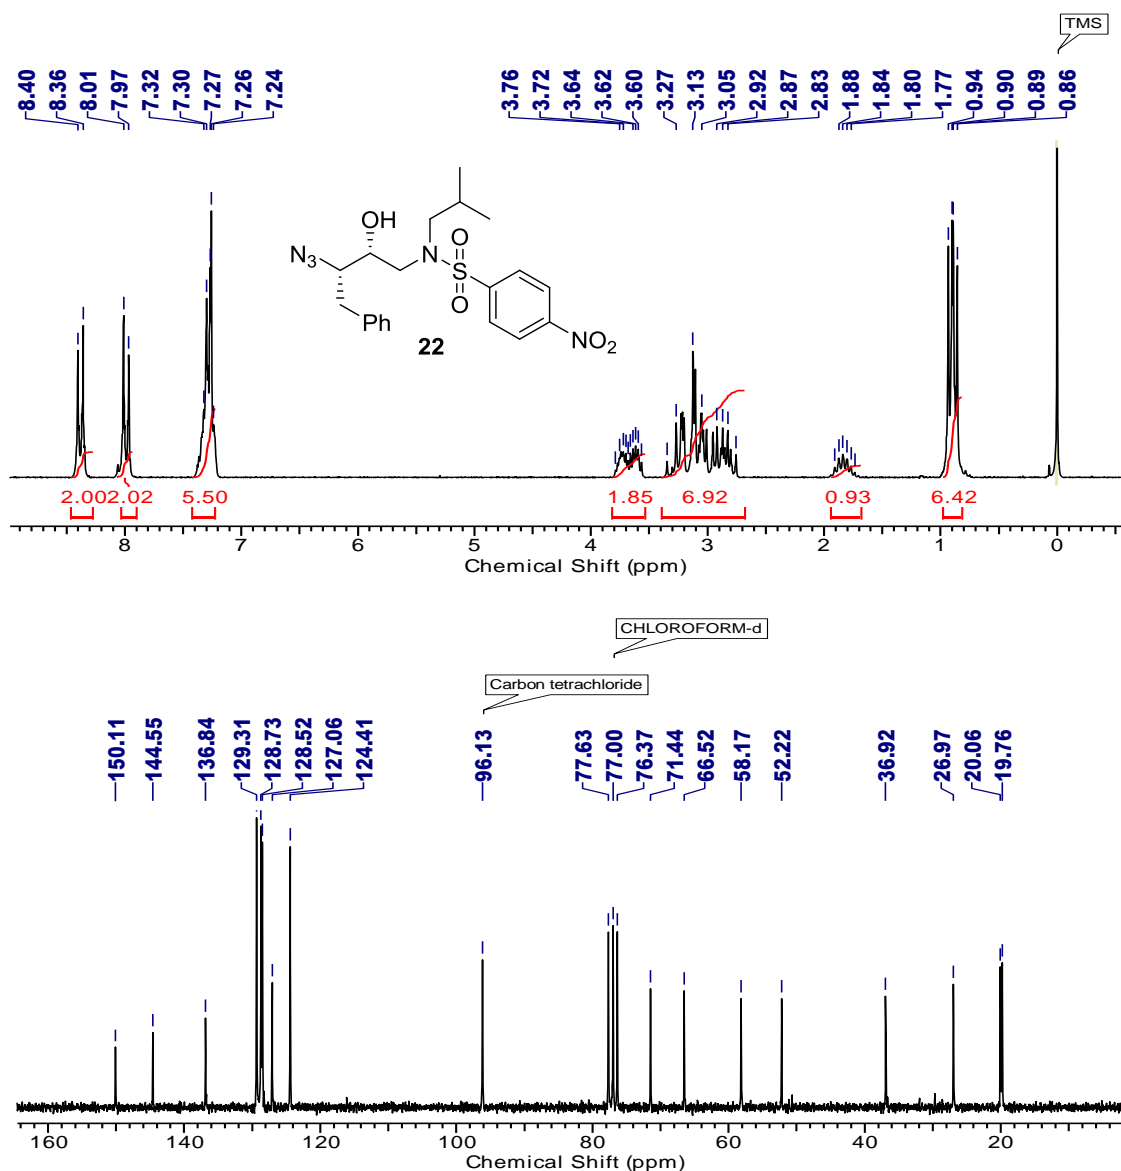 TMS
8.40 8.36 8.01 7.97 7.32 7.30 7.27 7.26 7.24 3.76 3.72 3.64 3.62 3.60 3.27 3.13 3.05 2.92 2.87 2.83 1.88 1.84 1.80 1.77 0.94 0.90 0.89 0.86
OH
N3
N
O
S
O
Ph
NO2
22
2.00 2.02 5.50 1.85 6.92 0.93 6.42
8 7 6 5 4 3 2 1 0
Chemical Shift (ppm)
CHLOROFORM-d
Carbon tetrachloride
150.11 144.55 136.84 129.31 128.73 128.52 127.06 124.41 96.13 77.63 77.00 76.37 71.44 66.52 58.17 52.22 36.92 26.97 20.06 19.76
160 140 120 100 80 60 40 20
Chemical Shift (ppm)